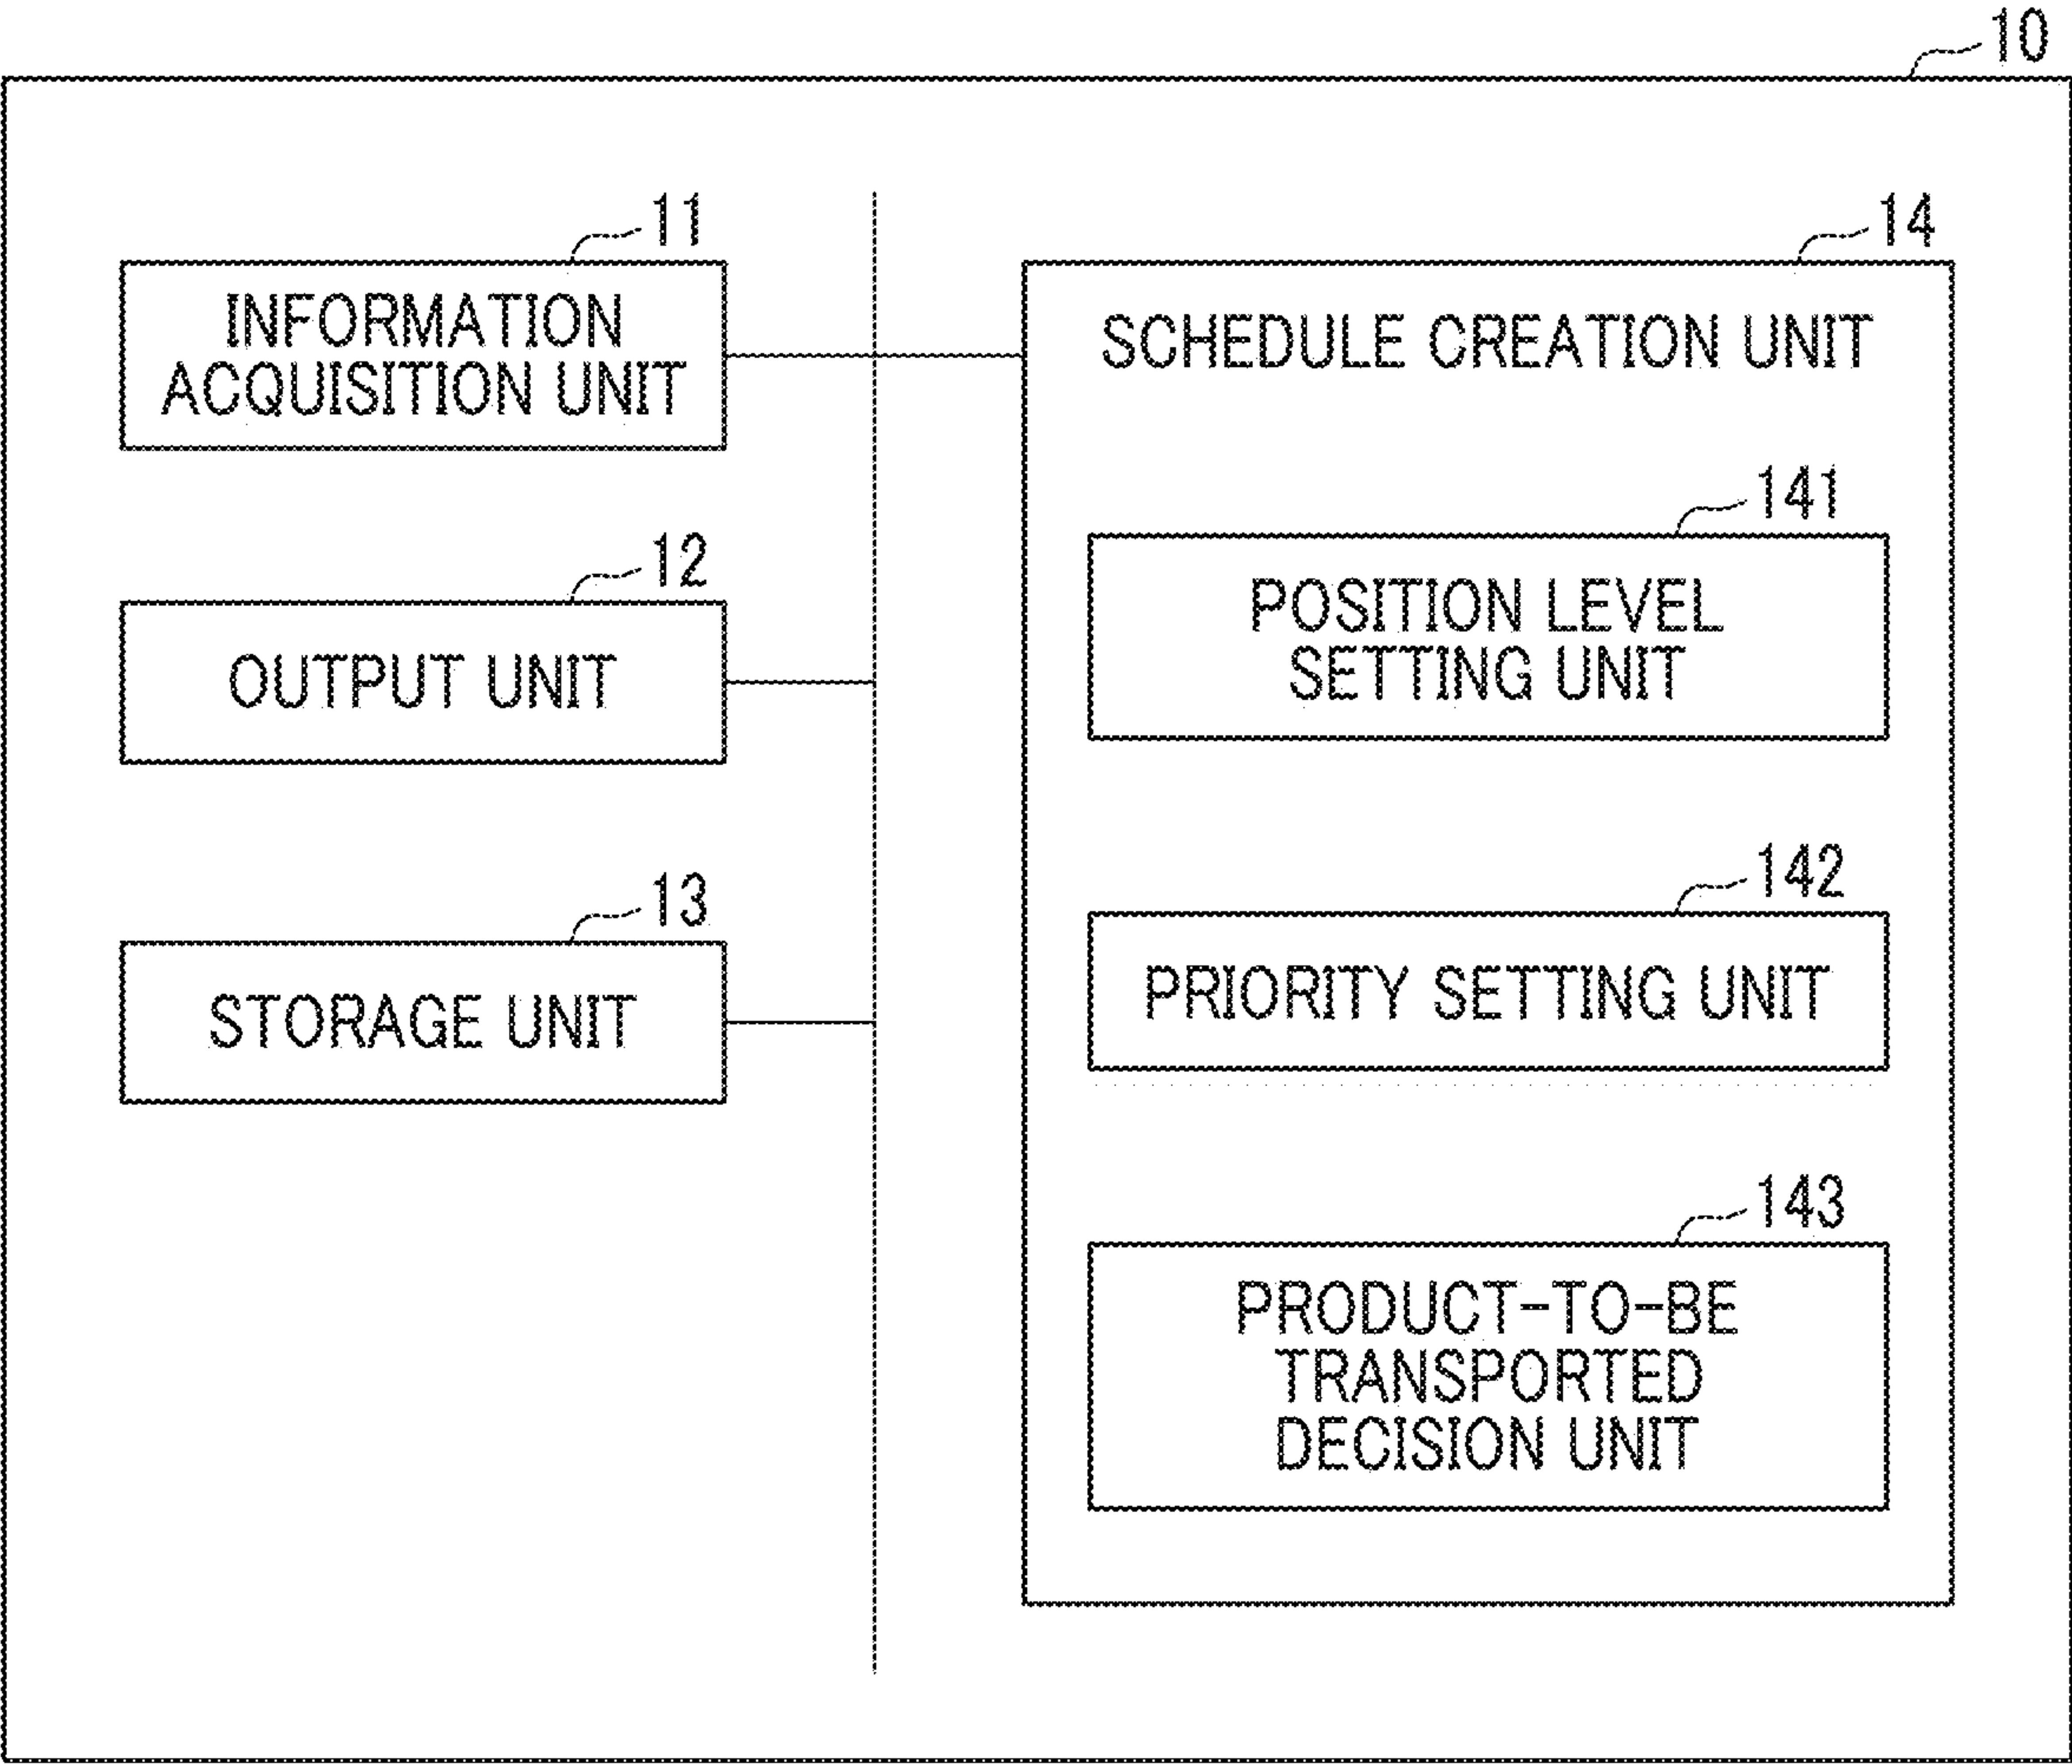 10
11
INFORMATION
ACQUISITION UNIT
12
OUTPUT UNIT
13
STORAGE UNIT
14
SCHEDULE CREATION UNIT
141
POSITION LEVEL
SETTING UNIT
142
PRIORITY SETTING UNIT
143
PRODUCT-TO-BE
TRANSPORTED
DECISION UNIT